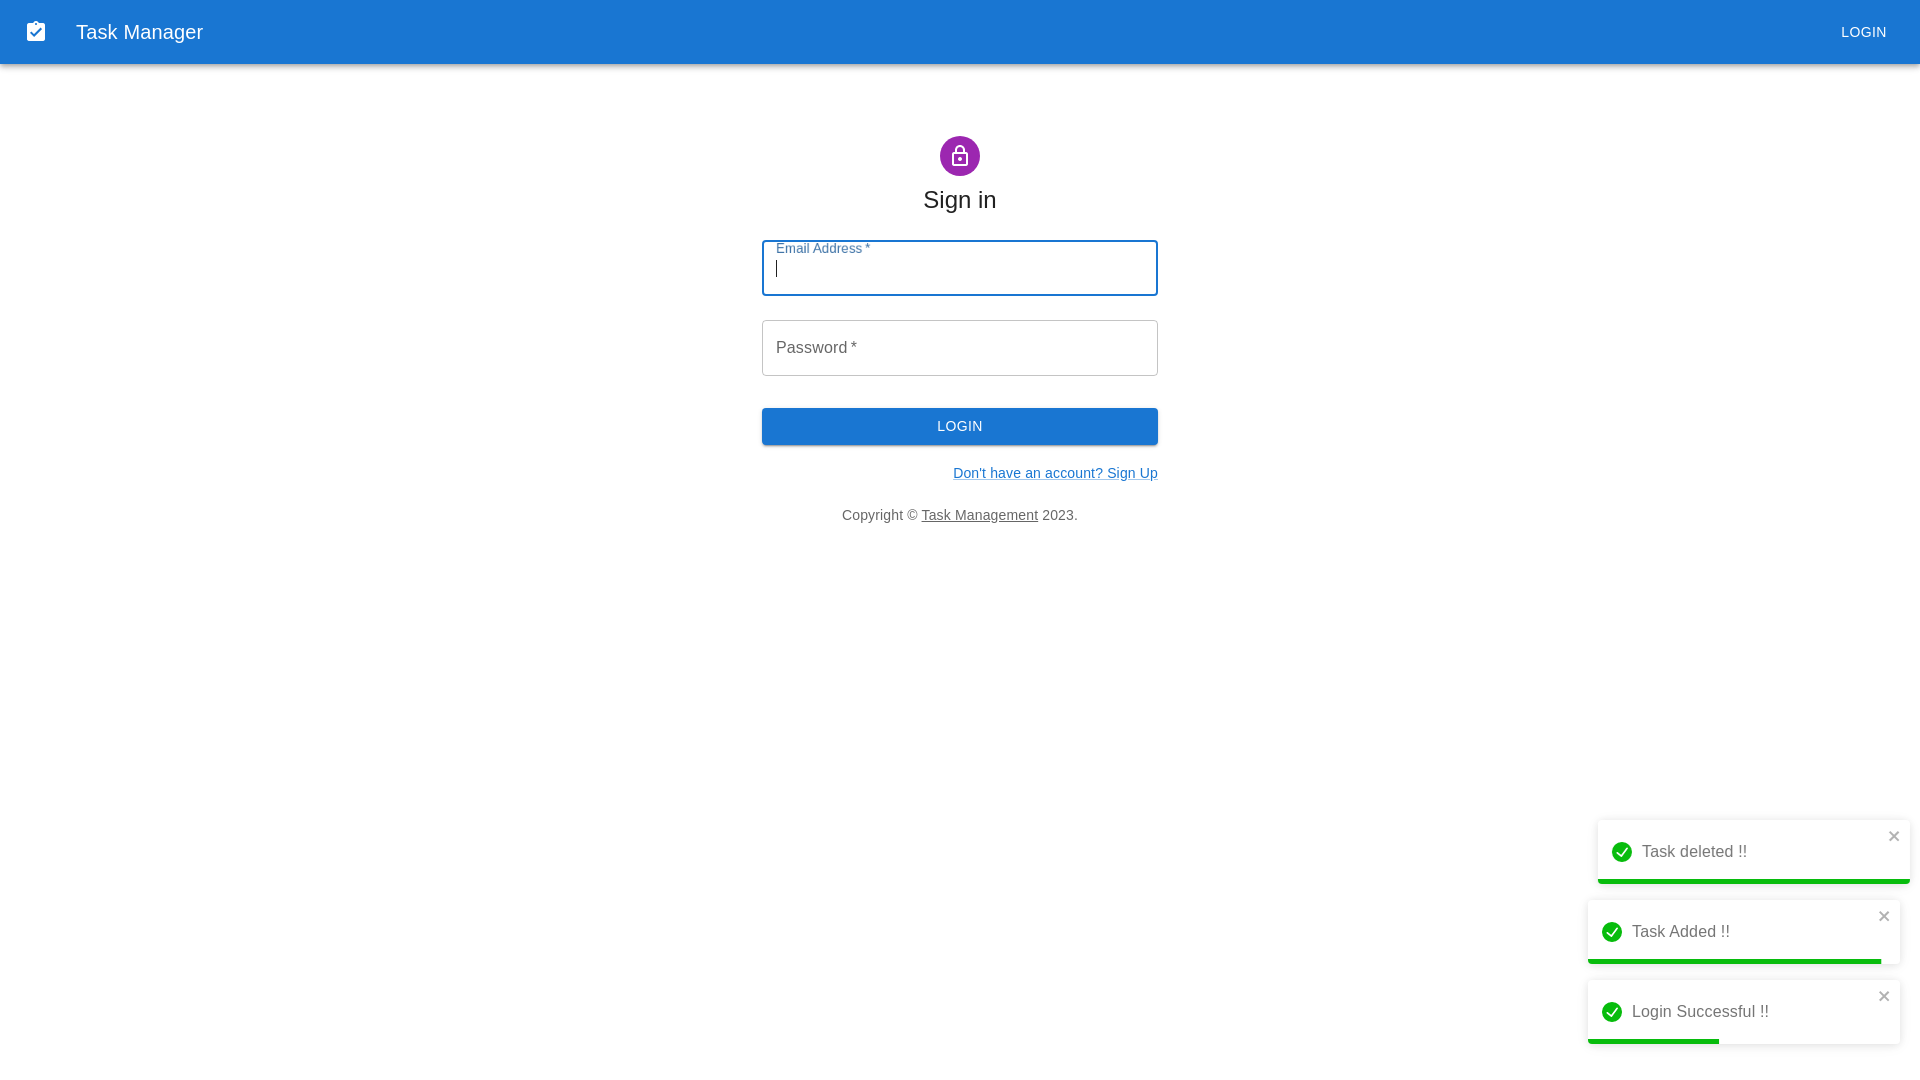 Task Manager
LOGIN
Sign in
Email Address *
Password *
LOGIN
Don't have an account? Sign Up
Copyright © Task Management 2023.
Task deleted !!
Task Added !!
Login Successful !!